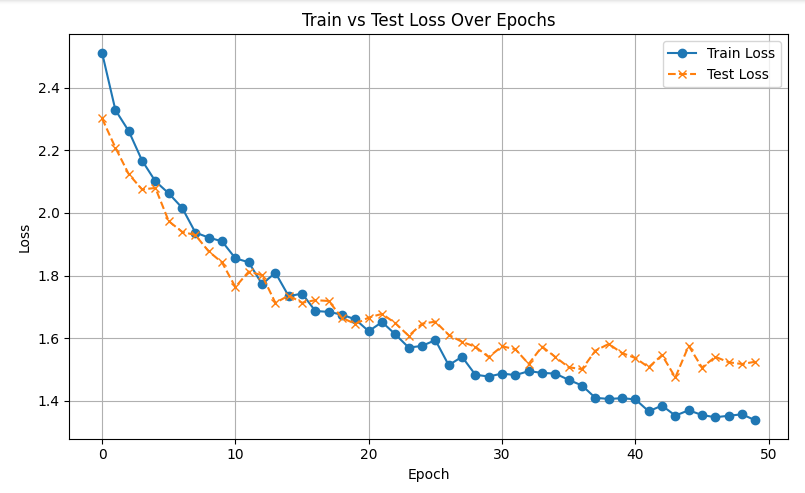 Train vs Test Loss Over Epochs
Train Loss
Test Loss
2.4
2.2
2.0
1.8
1.6
1.4
Loss
0 10 20 30 40 50
Epoch